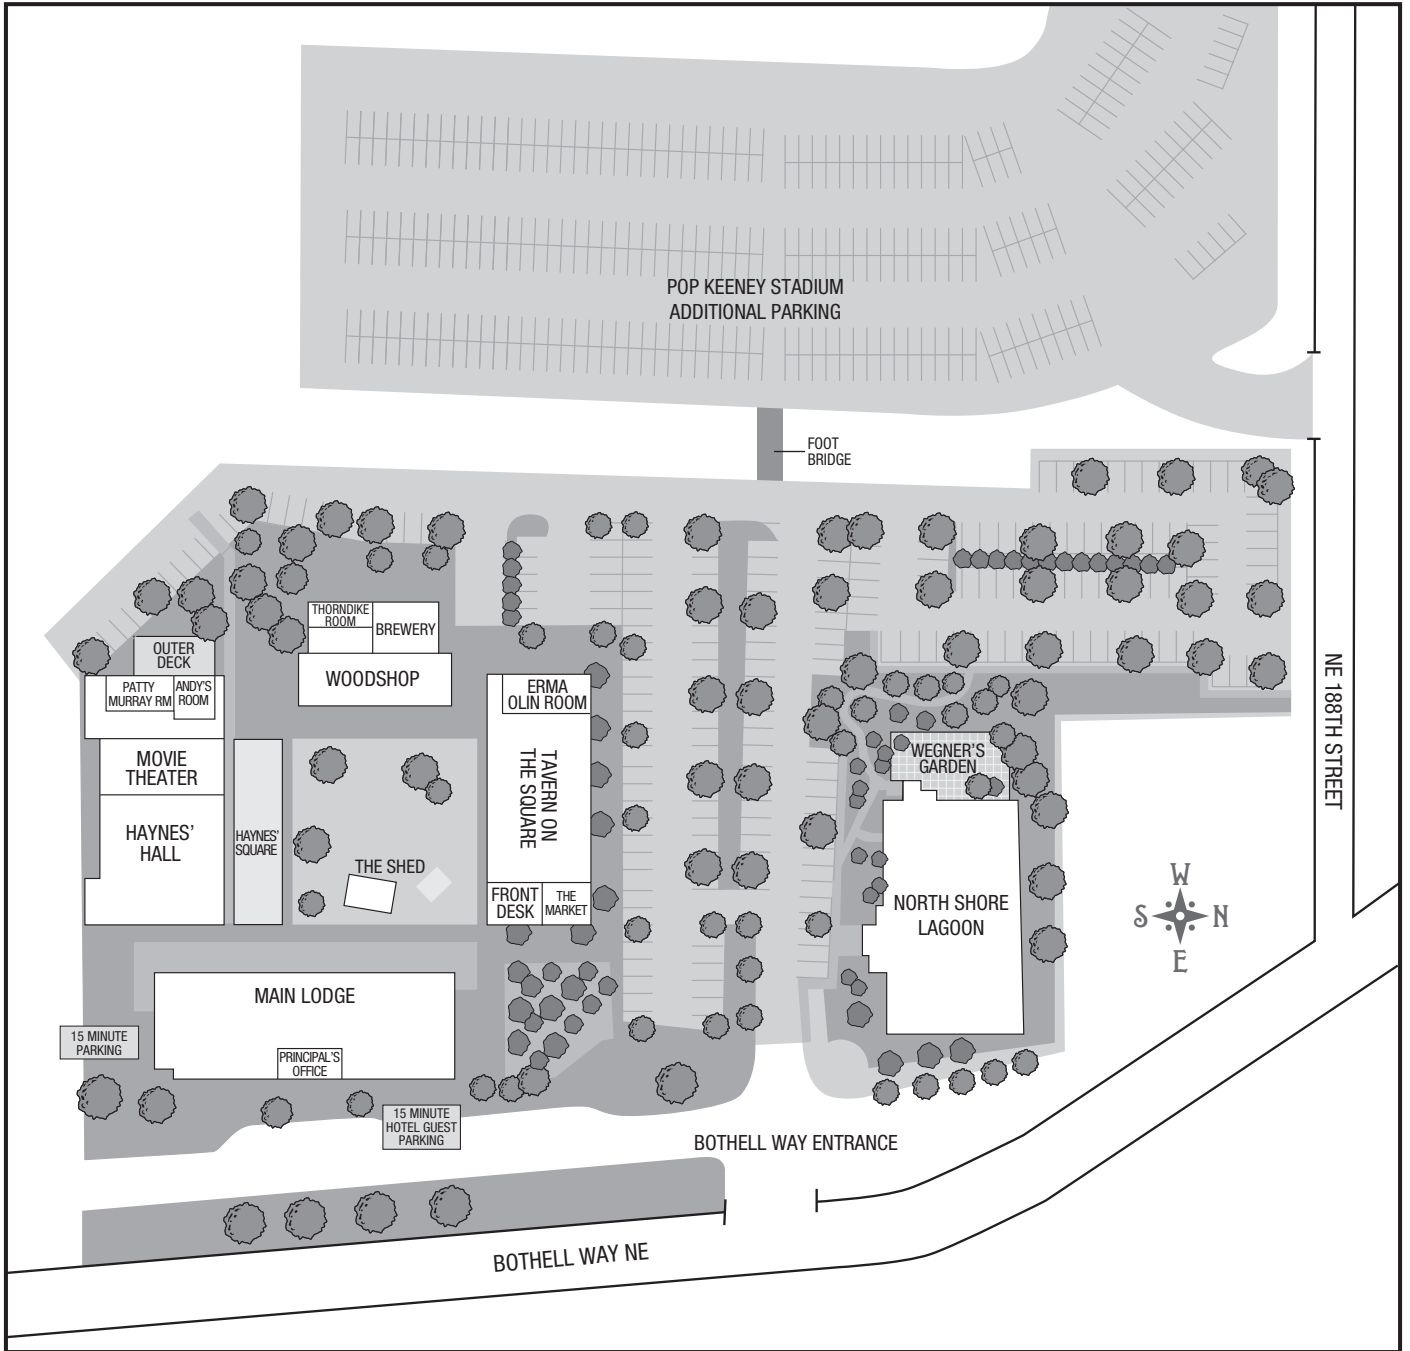 POP KEENEY STADIUM
ADDITIONAL PARKING
FOOT
BRIDGE
THORNDIKE
ROOM
BREWERY
WOODSHOP
OUTER
DECK
PATTY
MURRAY RM
ANDY'S
ROOM
MOVIE
THEATER
HAYNES'
HALL
HAYNES'
SQUARE
THE SHED
ERMA
OLIN ROOM
TAVERN ON
THE SQUARE
FRONT
DESK
THE
MARKET
WEGNER'S
GARDEN
NORTH SHORE
LAGOON
NE 188TH STREET
W
S
N
E
MAIN LODGE
PRINCIPAL'S
OFFICE
15 MINUTE
PARKING
15 MINUTE
HOTEL GUEST
PARKING
BOTHELL WAY ENTRANCE
BOTHELL WAY NE